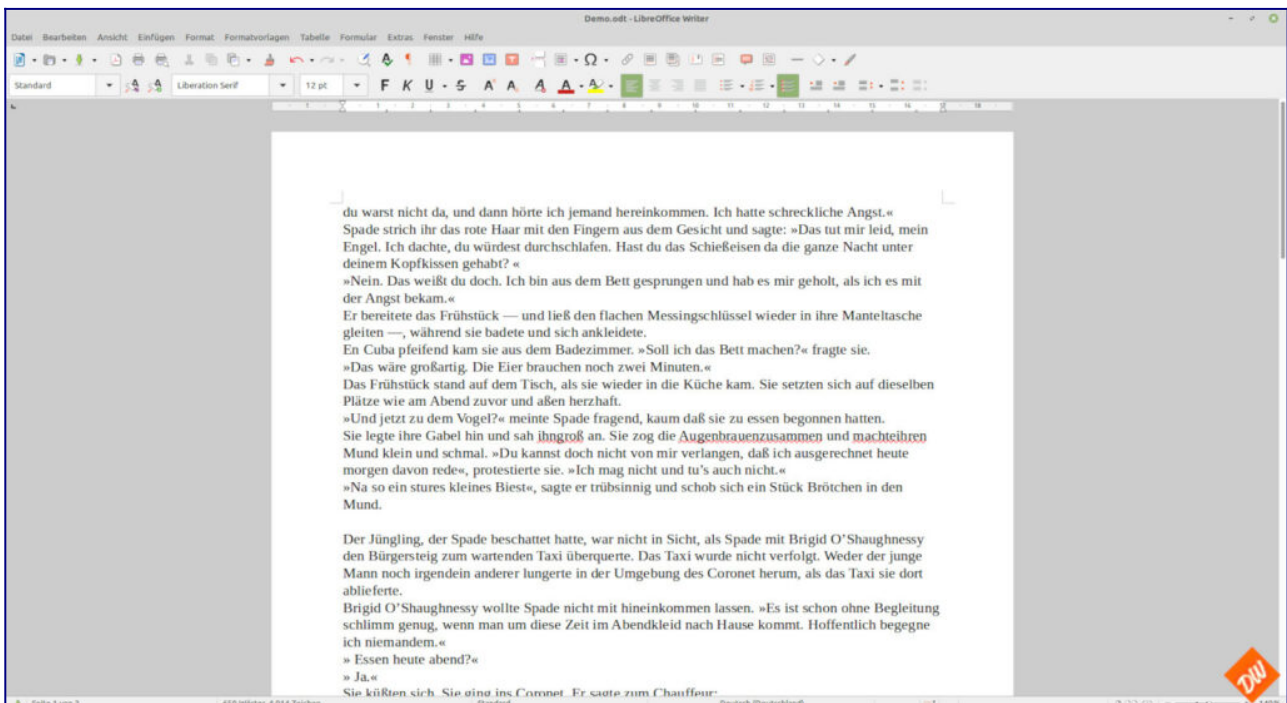 Demo.odt - LibreOffice Writer
Datei Bearbeiten Ansicht Einfügen Format Formatvorlagen Tabelle Formular Extras Fenster Hilfe
Standard Liberation Serif 12 pt F K U S
du warst nicht da, und dann hörte ich jemand hereinkommen. Ich hatte schreckliche Angst.«
Spade strich ihr das rote Haar mit den Fingern aus dem Gesicht und sagte: »Das tut mir leid, mein
Engel. Ich dachte, du würdest durchschlafen. Hast du das Schießeisen da die ganze Nacht unter
deinem Kopfkissen gehabt? «
»Nein. Das weißt du doch. Ich bin aus dem Bett gesprungen und hab es mir geholt, als ich es mit
der Angst bekam.«
Er bereitete das Frühstück — und ließ den flachen Messingschlüssel wieder in ihre Manteltasche
gleiten —, während sie badete und sich ankleidete.
En Cuba pfeifend kam sie aus dem Badezimmer. »Soll ich das Bett machen?« fragte sie.
»Das wäre großartig. Die Eier brauchen noch zwei Minuten.«
Das Frühstück stand auf dem Tisch, als sie wieder in die Küche kam. Sie setzten sich auf dieselben
Plätze wie am Abend zuvor und aßen herzhaft.
»Und jetzt zu dem Vogel?« meinte Spade fragend, kaum daß sie zu essen begonnen hatten.
Sie legte ihre Gabel hin und sah ihngroß an. Sie zog die Augenbrauenzusammen und machteihren
Mund klein und schmal. »Du kannst doch nicht von mir verlangen, daß ich ausgerechnet heute
morgen davon rede«, protestierte sie. »Ich mag nicht und tu’s auch nicht.«
»Na so ein stures kleines Biest«, sagte er trübsinnig und schob sich ein Stück Brötchen in den
Mund.
Der Jüngling, der Spade beschattet hatte, war nicht in Sicht, als Spade mit Brigid O’Shaughnessy
den Bürgersteig zum wartenden Taxi überquerte. Das Taxi wurde nicht verfolgt. Weder der junge
Mann noch irgendein anderer lungerte in der Umgebung des Coronet herum, als das Taxi sie dort
ablieferte.
Brigid O’Shaughnessy wollte Spade nicht mit hineinkommen lassen. »Es ist schon ohne Begleitung
schlimm genug, wenn man um diese Zeit im Abendkleid nach Hause kommt. Hoffentlich begegne
ich niemandem.«
» Essen heute abend?«
» Ja.«
Sie küßten sich. Sie ging ins Coronet. Er sagte zum Chauffeur:
DW